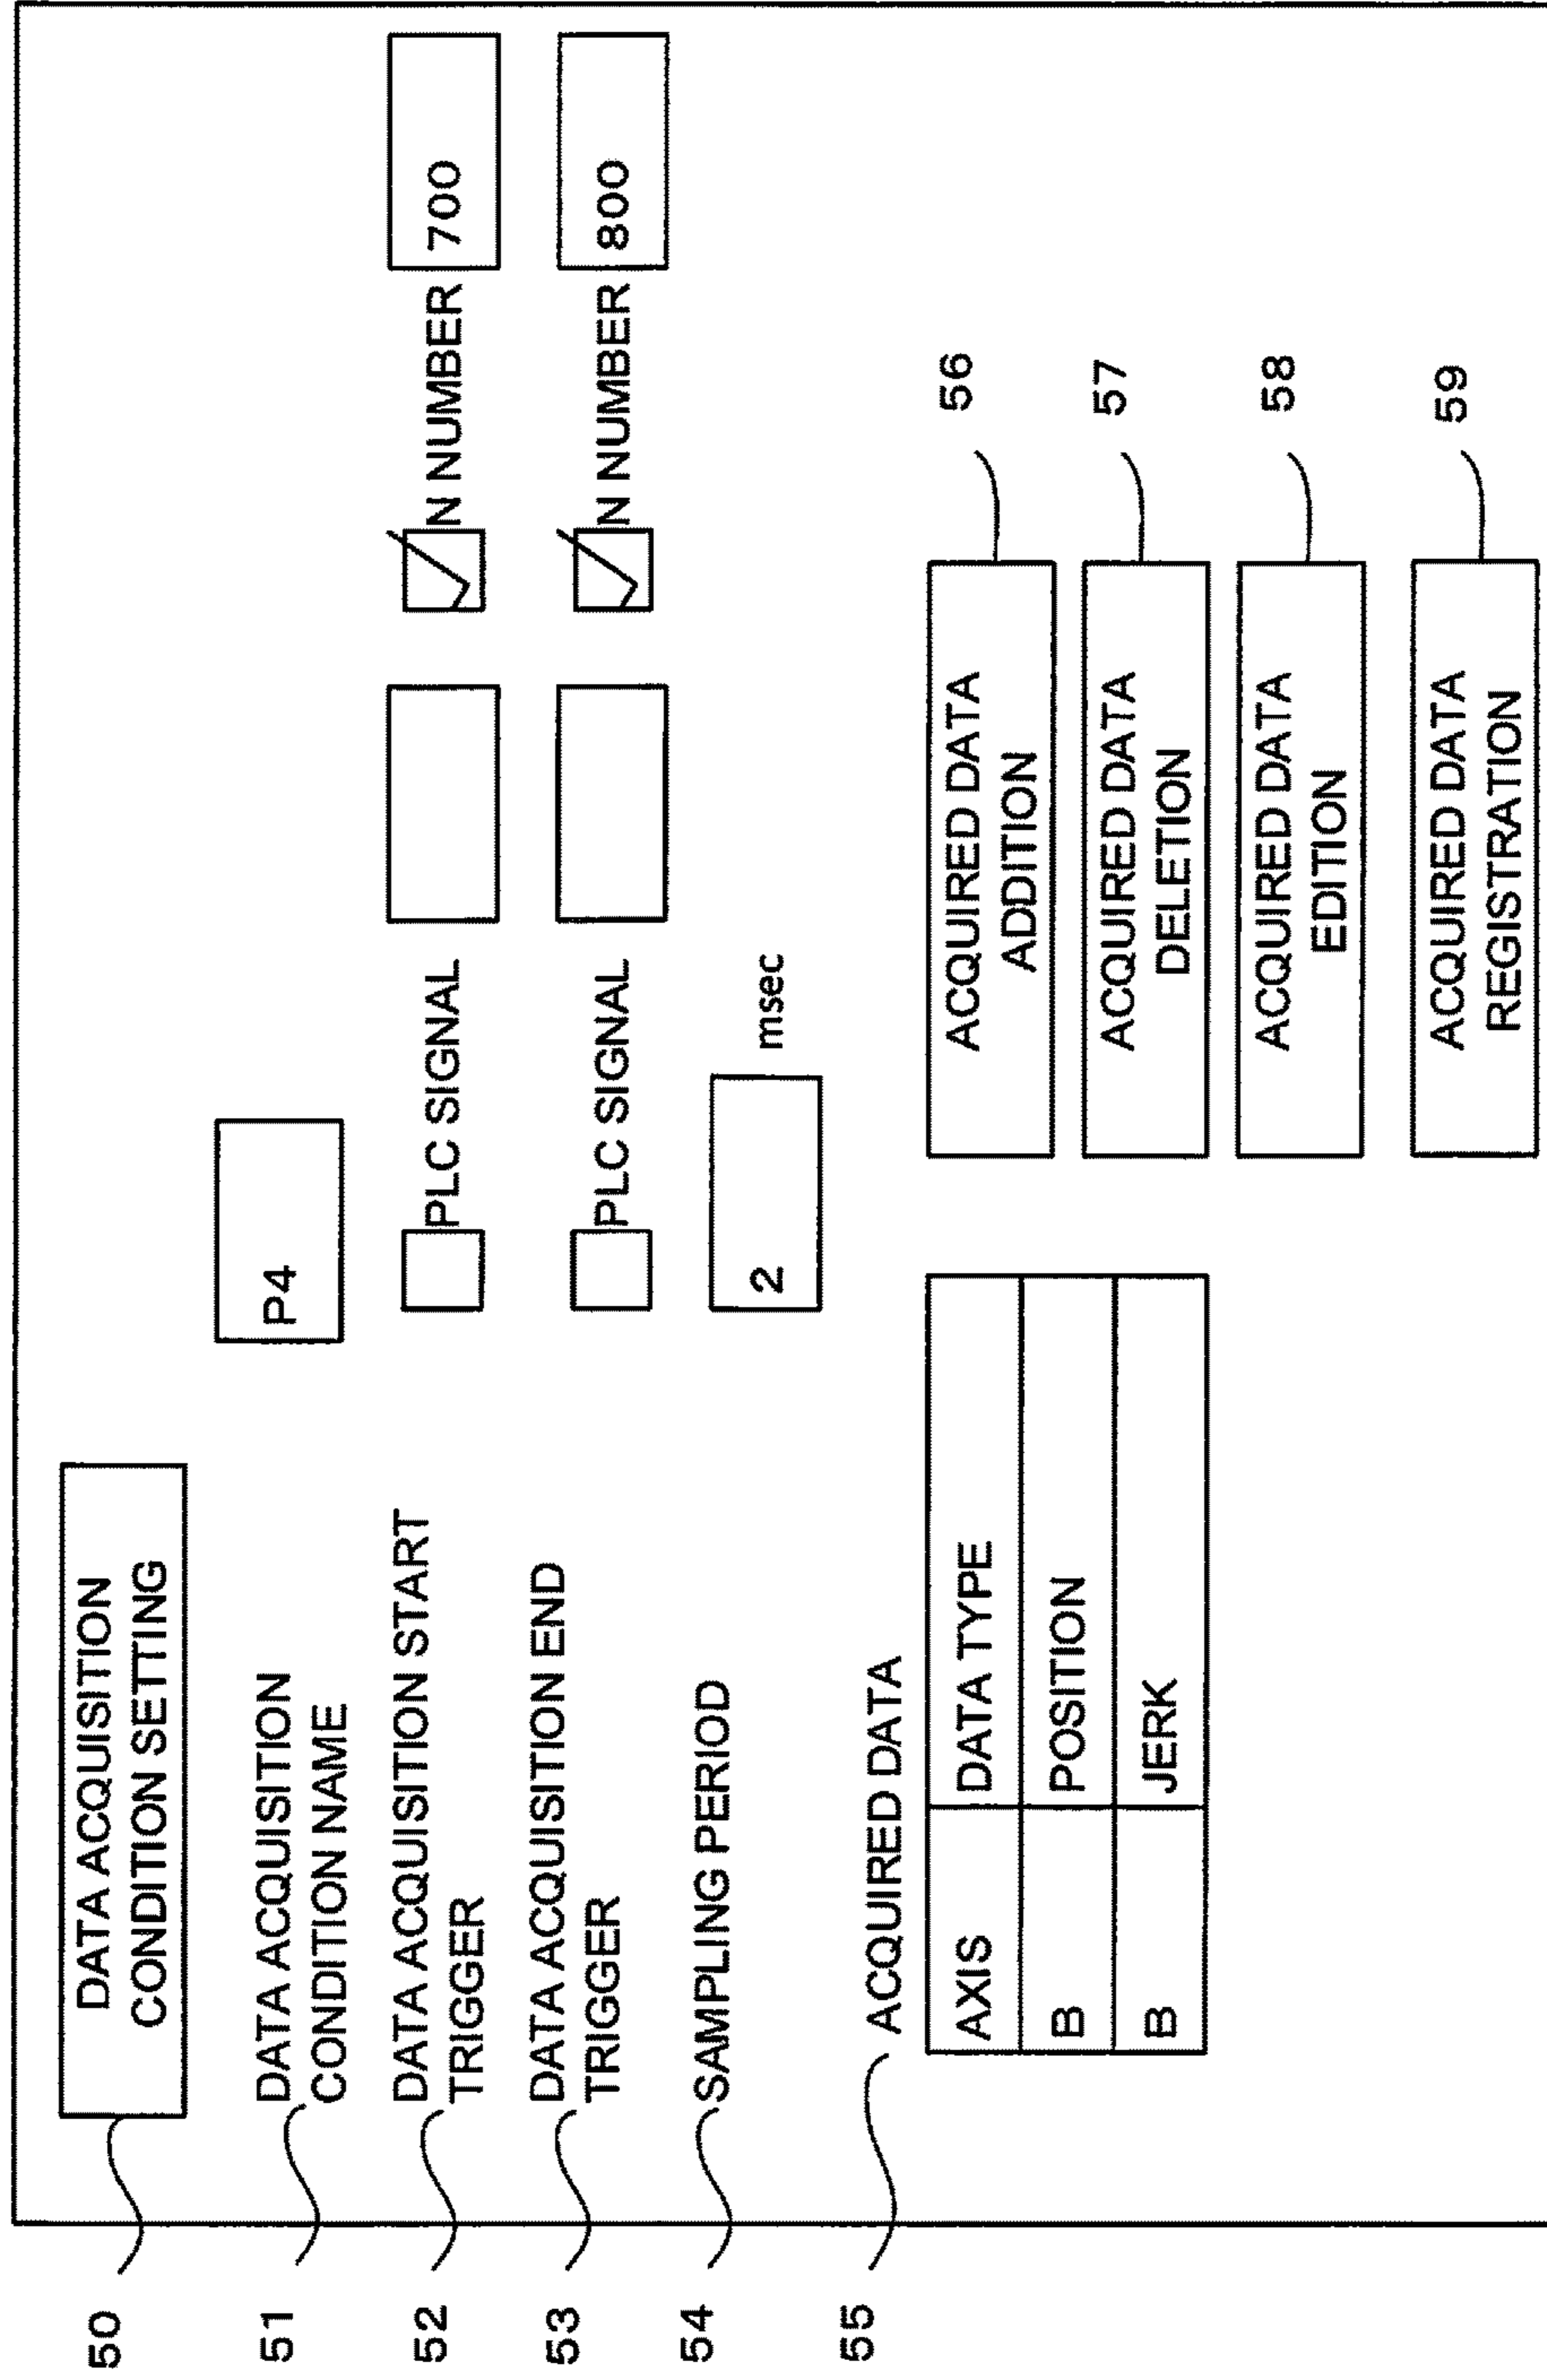 50
DATA ACQUISITION
CONDITION SETTING
51
DATA ACQUISITION
CONDITION NAME
P4
52
DATA ACQUISITION START
TRIGGER
PLC SIGNAL
N NUMBER
700
53
DATA ACQUISITION END
TRIGGER
PLC SIGNAL
N NUMBER
800
54
SAMPLING PERIOD
2
msec
55
ACQUIRED DATA
AXIS
DATA TYPE
B
POSITION
B
JERK
ACQUIRED DATA
ADDITION
56
ACQUIRED DATA
DELETION
57
ACQUIRED DATA
EDITION
58
ACQUIRED DATA
REGISTRATION
59